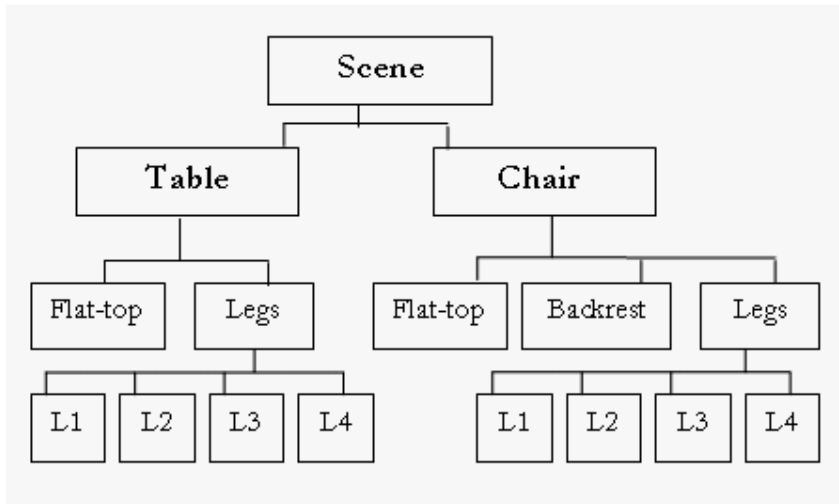 Scene
Table Chair
Flat-top Legs Flat-top Backrest Legs
L1 L2 L3 L4 L1 L2 L3 L4